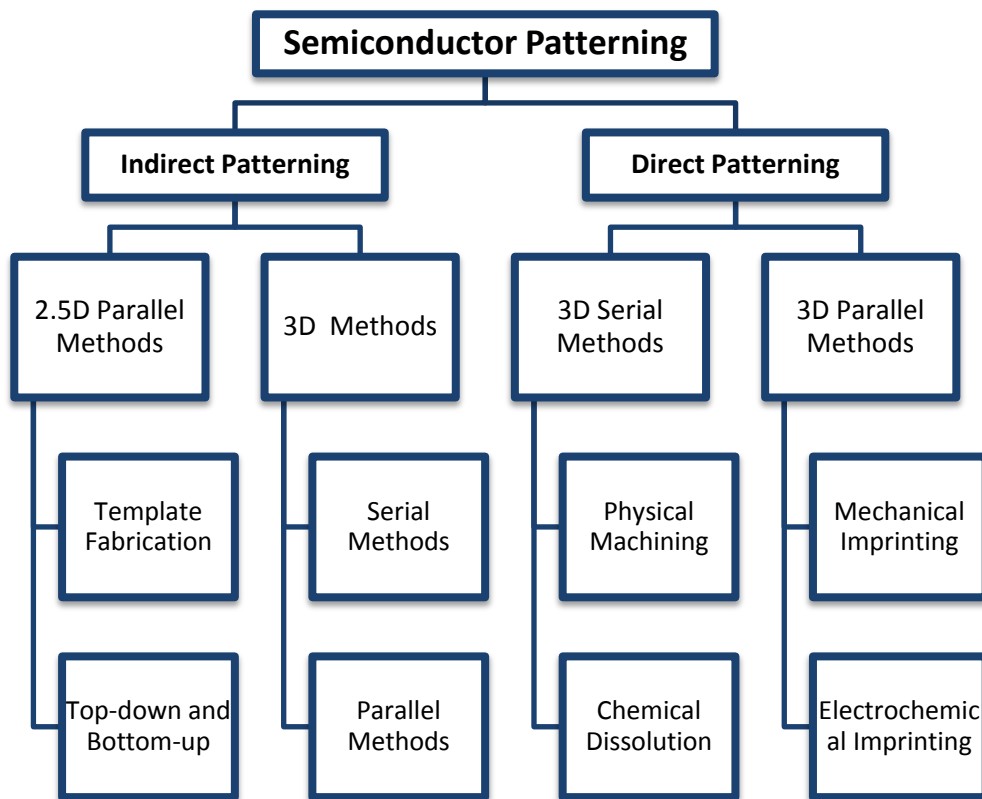 Semiconductor Patterning
Indirect Patterning
Direct Patterning
2.5D Parallel
Methods
3D Methods
3D Serial
Methods
3D Parallel
Methods
Template
Fabrication
Serial
Methods
Physical
Machining
Mechanical
Imprinting
Top-down and
Bottom-up
Parallel
Methods
Chemical
Dissolution
Electrochemic
al Imprinting